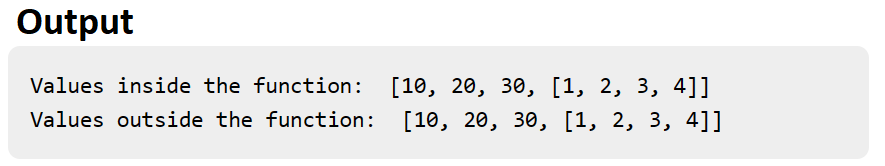 Output
Values inside the function:  [10, 20, 30, [1, 2, 3, 4]]
Values outside the function:  [10, 20, 30, [1, 2, 3, 4]]